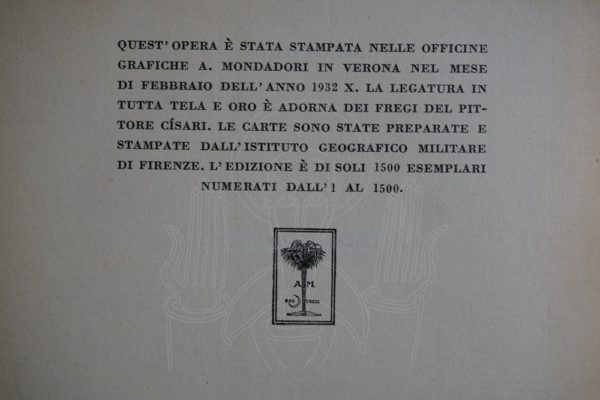 QUEST'OPERA È STATA STAMPATA NELLE OFFICINE
GRAFICHE A. MONDADORI IN VERONA NEL MESE
DI FEBBRAIO DELL'ANNO 1932 X. LA LEGATURA IN
TUTTA TELA E ORO È ADORNA DEI FREGI DEL PIT-
TORE CÍSARI. LE CARTE SONO STATE PREPARATE E
STAMPATE DALL'ISTITUTO GEOGRAFICO MILITARE
DI FIRENZE. L'EDIZIONE È DI SOLI 1500 ESEMPLARI
NUMERATI DALL'1 AL 1500.
A. M.